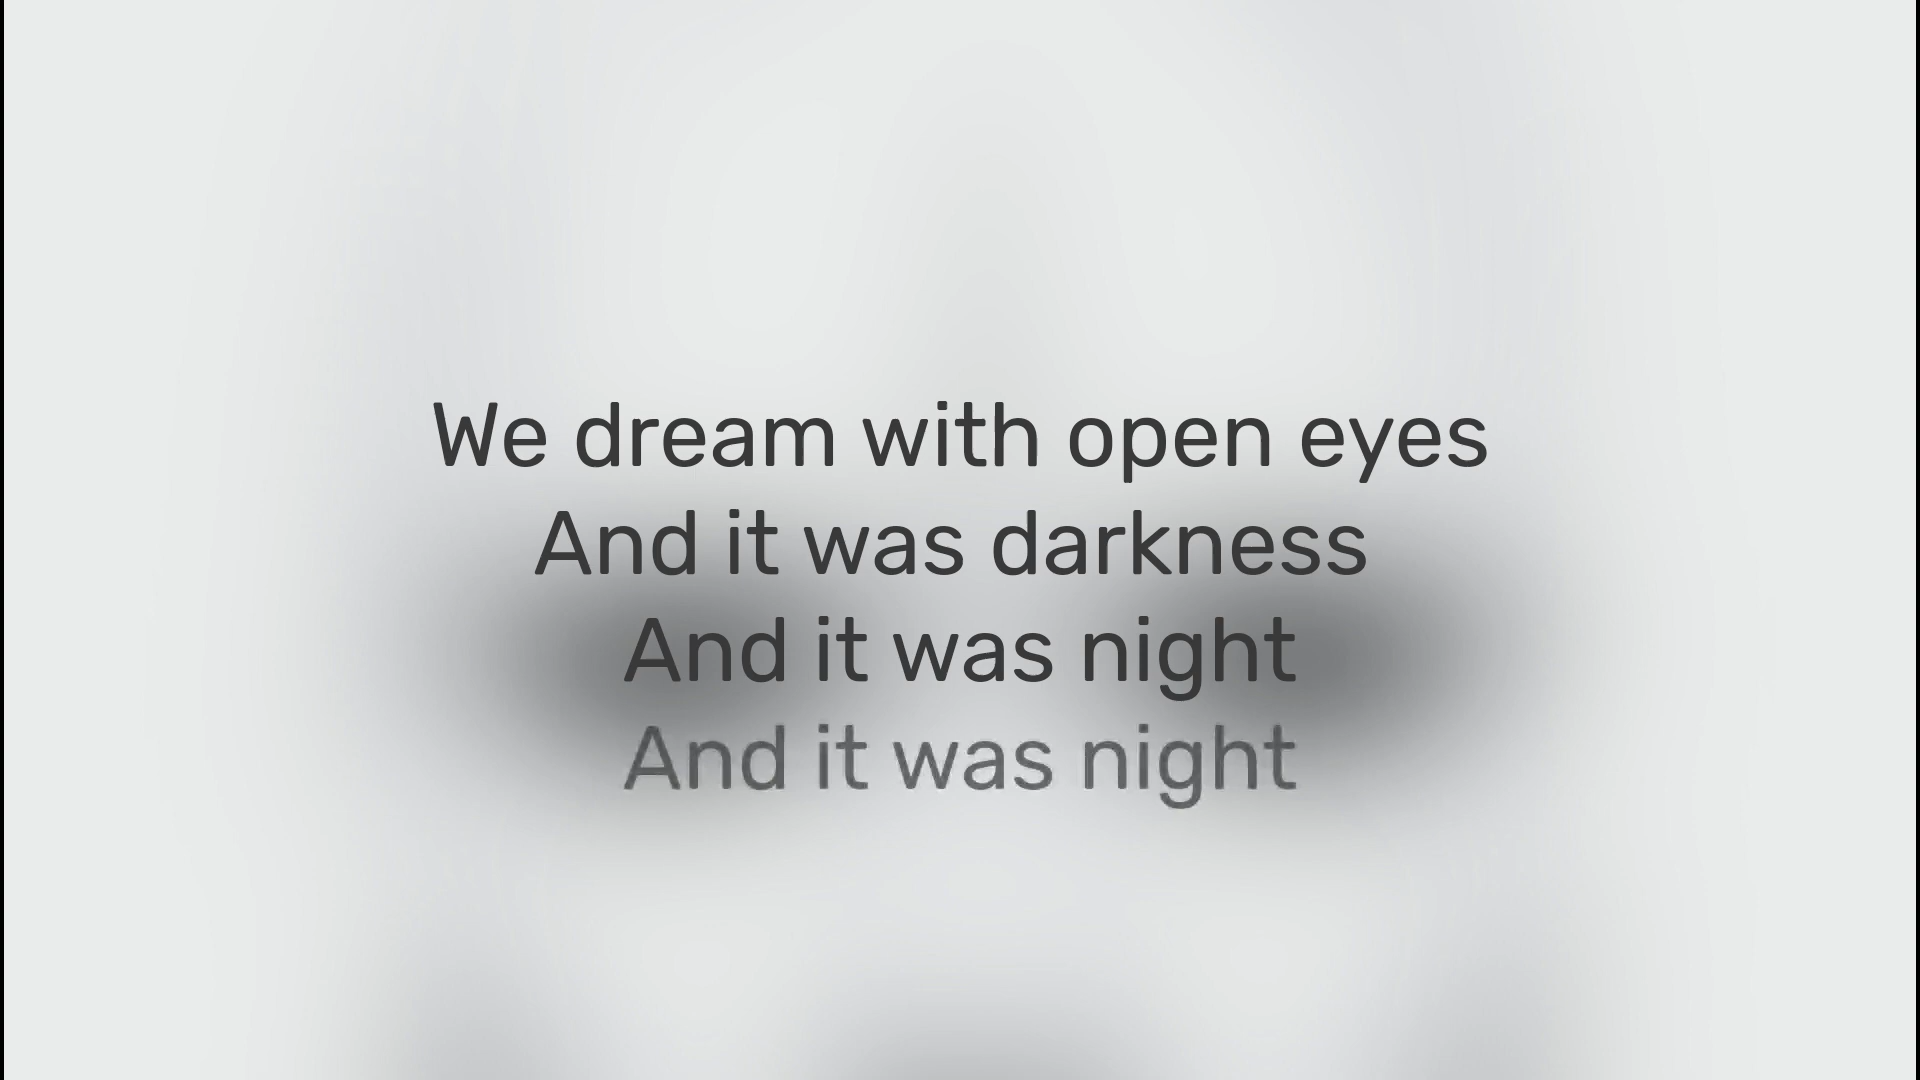 We dream with open eyes
And it was darkness
And it was night
And it was night